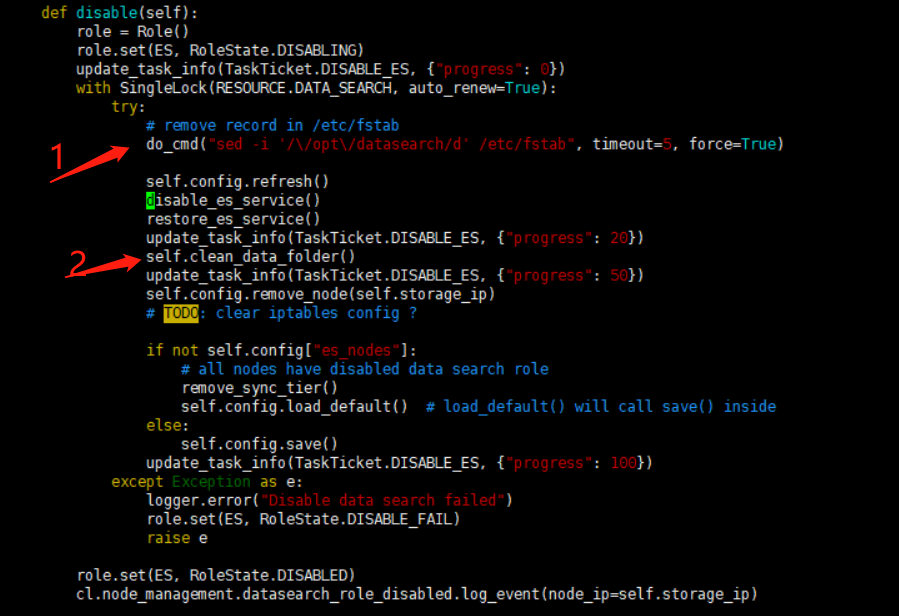 def disable(self):
role = Role()
role.set(ES, RoleState.DISABLING)
update_task_info(TaskTicket.DISABLE_ES, {"progress": 0})
with SingleLock(RESOURCE.DATA_SEARCH, auto_renew=True):
try:
# remove record in /etc/fstab
1
do_cmd("sed -i '/\/opt\/datasearch/d' /etc/fstab", timeout=5, force=True)
self.config.refresh()
disable_es_service()
restore_es_service()
update_task_info(TaskTicket.DISABLE_ES, {"progress": 20})
2
self.clean_data_folder()
update_task_info(TaskTicket.DISABLE_ES, {"progress": 50})
self.config.remove_node(self.storage_ip)
# TODO: clear iptables config ?
if not self.config["es_nodes"]:
# all nodes have disabled data search role
remove_sync_tier()
self.config.load_default()  # load_default() will call save() inside
else:
self.config.save()
update_task_info(TaskTicket.DISABLE_ES, {"progress": 100})
except Exception as e:
logger.error("Disable data search failed")
role.set(ES, RoleState.DISABLE_FAIL)
raise e
role.set(ES, RoleState.DISABLED)
cl.node_management.datasearch_role_disabled.log_event(node_ip=self.storage_ip)